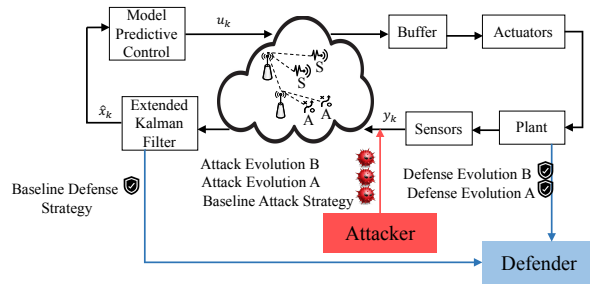 Model
Predictive
Control
u_k
Buffer
Actuators
S
S
A
A
x̂_k
Extended
Kalman
Filter
y_k
Sensors
Plant
Baseline Defense
Strategy
Attack Evolution B
Attack Evolution A
Baseline Attack Strategy
Defense Evolution B
Defense Evolution A
Attacker
Defender